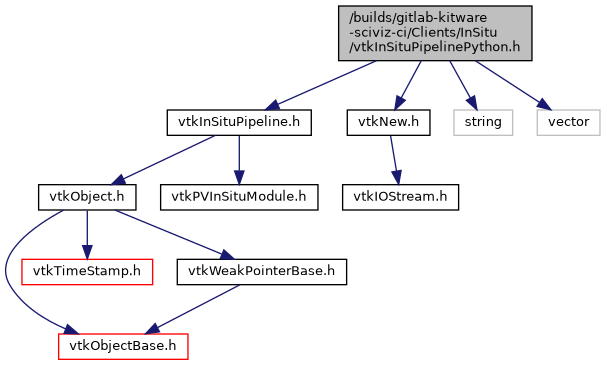 /builds/gitlab-kitware
-sciviz-ci/Clients/InSitu
/vtkInSituPipelinePython.h
vtkInSituPipeline.h
vtkNew.h
string
vector
vtkObject.h
vtkPVInSituModule.h
vtkIOStream.h
vtkTimeStamp.h
vtkWeakPointerBase.h
vtkObjectBase.h